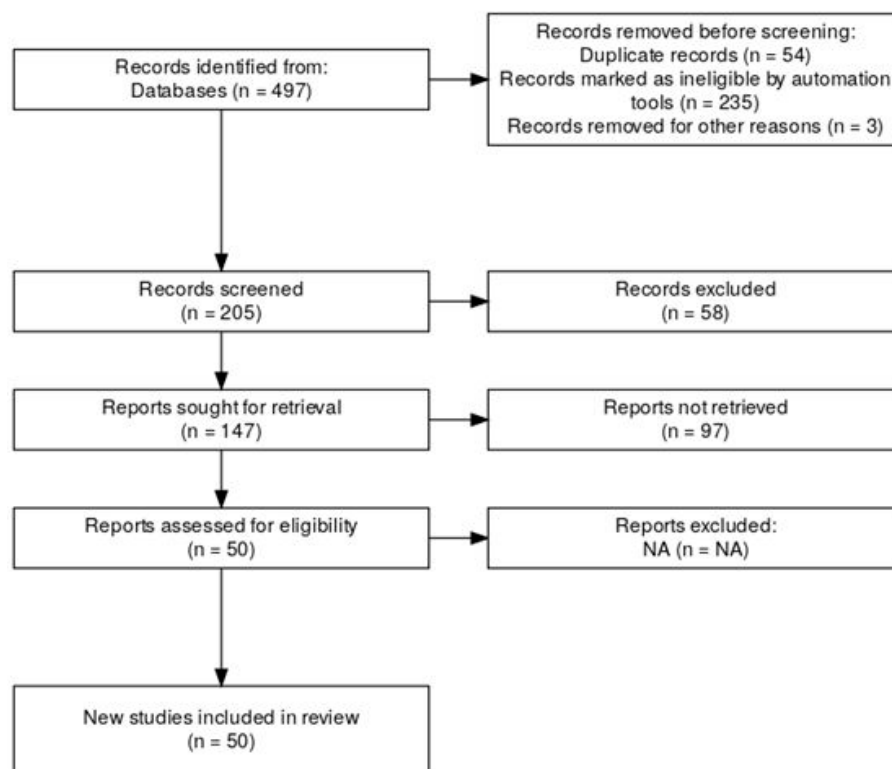 Records identified from:
Databases (n = 497)
Records removed before screening:
Duplicate records (n = 54)
Records marked as ineligible by automation
tools (n = 235)
Records removed for other reasons (n = 3)
Records screened
(n = 205)
Records excluded
(n = 58)
Reports sought for retrieval
(n = 147)
Reports not retrieved
(n = 97)
Reports assessed for eligibility
(n = 50)
Reports excluded:
NA (n = NA)
New studies included in review
(n = 50)